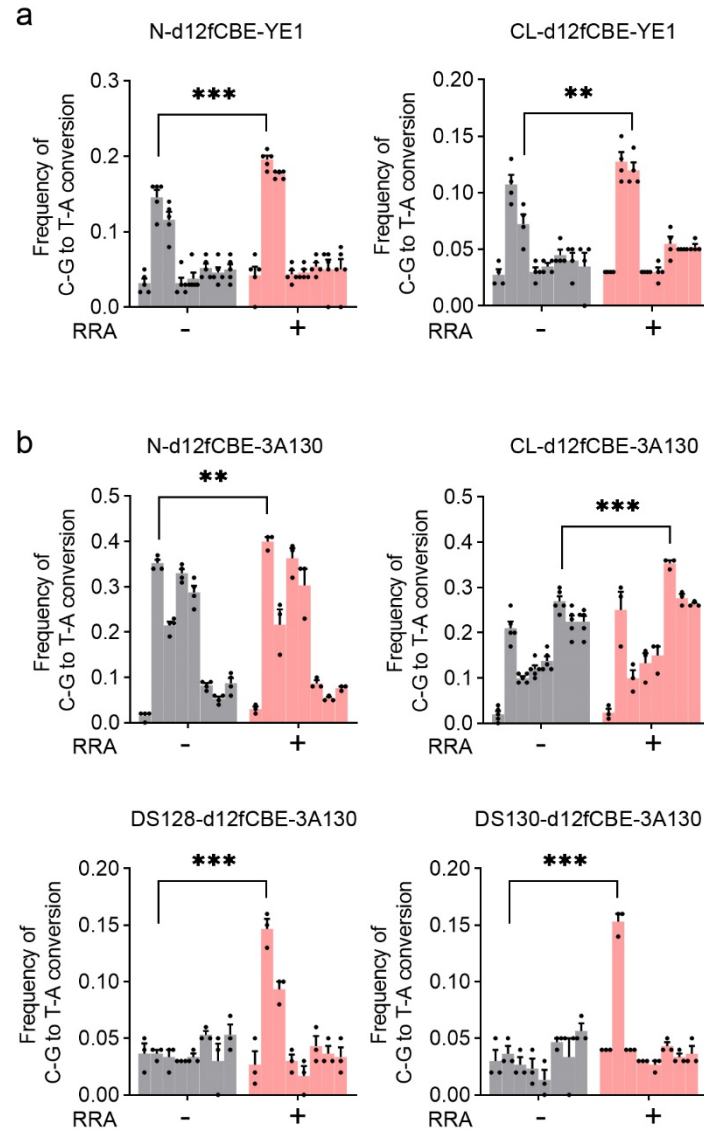 a
N-d12fCBE-YE1
CL-d12fCBE-YE1
Frequency of
C-G to T-A conversion
0.3
0.2
0.1
0.0
***
RRA
-
+
Frequency of
C-G to T-A conversion
0.20
0.15
0.10
0.05
0.00
**
-
+
b
N-d12fCBE-3A130
CL-d12fCBE-3A130
Frequency of
C-G to T-A conversion
0.5
0.4
0.3
0.2
0.1
0.0
**
RRA
-
+
Frequency of
C-G to T-A conversion
0.5
0.4
0.3
0.2
0.1
0.0
***
RRA
-
+
DS128-d12fCBE-3A130
DS130-d12fCBE-3A130
Frequency of
C-G to T-A conversion
0.20
0.15
0.10
0.05
0.00
***
RRA
-
+
Frequency of
C-G to T-A conversion
0.20
0.15
0.10
0.05
0.00
***
RRA
-
+